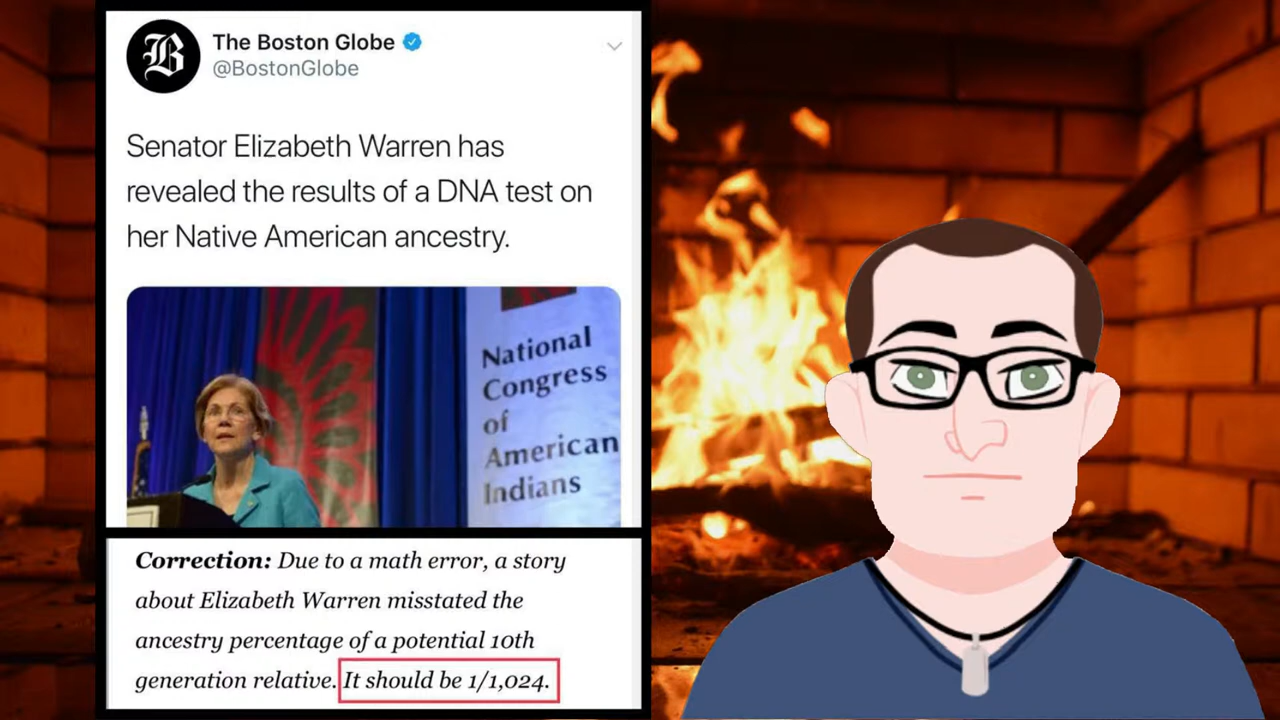 The Boston Globe
@BostonGlobe
Senator Elizabeth Warren has
revealed the results of a DNA test on
her Native American ancestry.
National
Congress
of
American
Indians
Correction: Due to a math error, a story
about Elizabeth Warren misstated the
ancestry percentage of a potential 10th
generation relative. It should be 1/1,024.